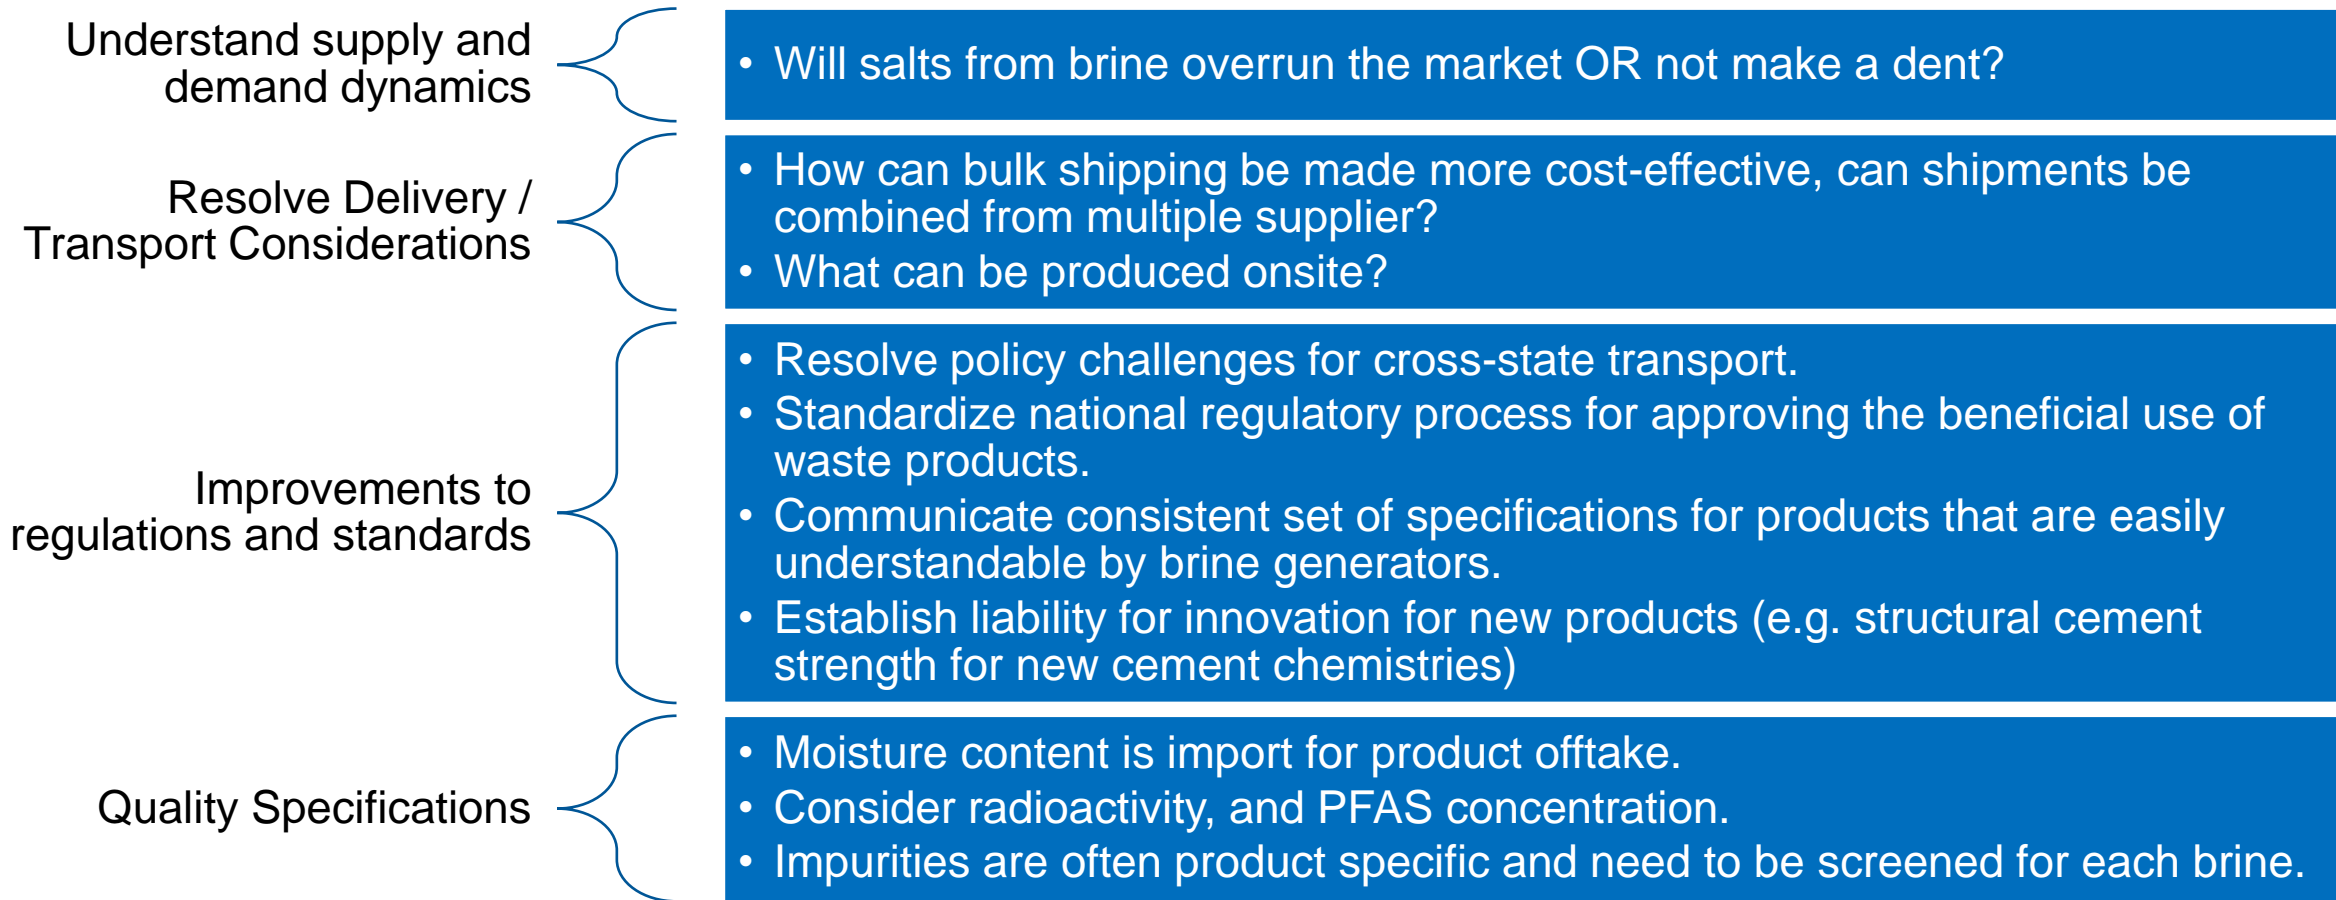 Understand supply and
demand dynamics
• Will salts from brine overrun the market OR not make a dent?
Resolve Delivery /
Transport Considerations
• How can bulk shipping be made more cost-effective, can shipments be
combined from multiple supplier?
• What can be produced onsite?
Improvements to
regulations and standards
• Resolve policy challenges for cross-state transport.
• Standardize national regulatory process for approving the beneficial use of
waste products.
• Communicate consistent set of specifications for products that are easily
understandable by brine generators.
• Establish liability for innovation for new products (e.g. structural cement
strength for new cement chemistries)
Quality Specifications
• Moisture content is import for product offtake.
• Consider radioactivity, and PFAS concentration.
• Impurities are often product specific and need to be screened for each brine.